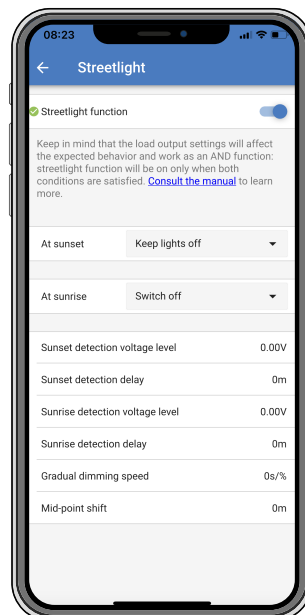 08:23
Streetlight
Streetlight function
Keep in mind that the load output settings will affect
the expected behavior and work as an AND function:
streetlight function will be on only when both
conditions are satisfied. Consult the manual to learn
more.
At sunset Keep lights off
At sunrise Switch off
Sunset detection voltage level 0.00V
Sunset detection delay 0m
Sunrise detection voltage level 0.00V
Sunrise detection delay 0m
Gradual dimming speed 0s/%
Mid-point shift 0m